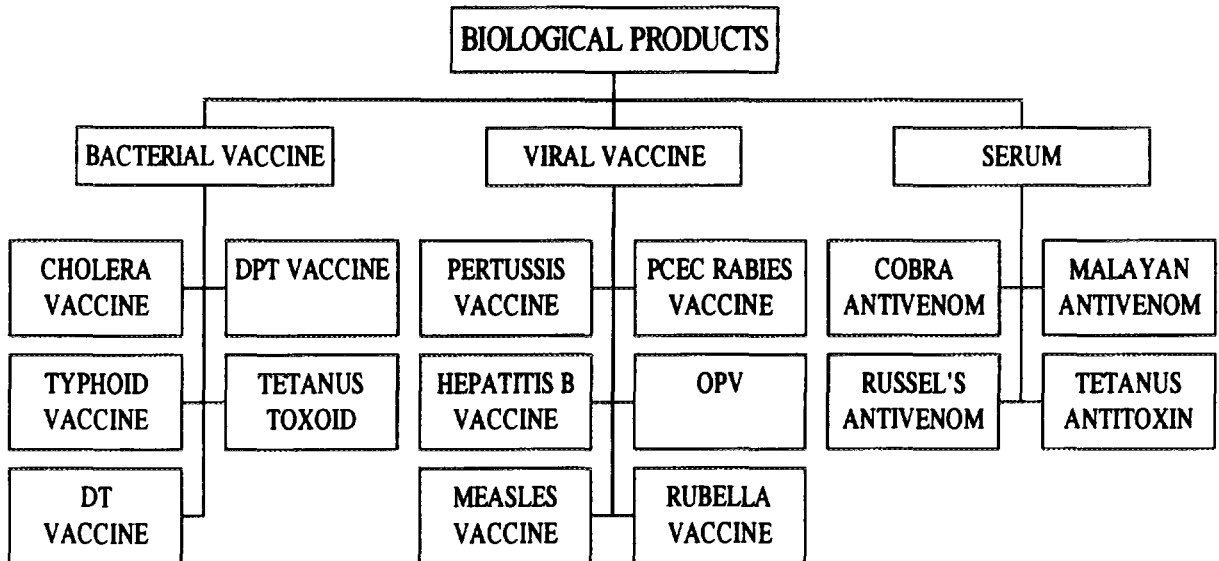 BIOLOGICAL PRODUCTS
BACTERIAL VACCINE
VIRAL VACCINE
SERUM
CHOLERA
VACCINE
DPT VACCINE
PERTUSSIS
VACCINE
PCEC RABIES
VACCINE
COBRA
ANTIVENOM
MALAYAN
ANTIVENOM
TYPHOID
VACCINE
TETANUS
TOXOID
HEPATITIS B
VACCINE
OPV
RUSSEL'S
ANTIVENOM
TETANUS
ANTITOXIN
DT
VACCINE
MEASLES
VACCINE
RUBELLA
VACCINE